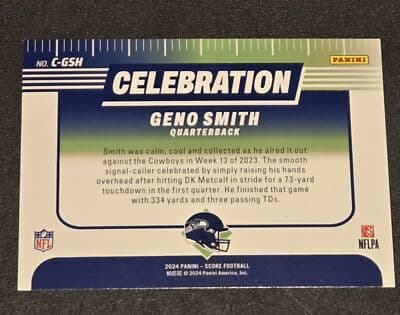 NO. C-GSH
PANINI
CELEBRATION
GENO SMITH
QUARTERBACK
Smith was calm, cool and collected as he aired it out
against the Cowboys in Week 13 of 2023. The smooth
signal-caller celebrated by simply raising his hands
overhead after hitting DK Metcalf in stride for a 73-yard
touchdown in the first quarter. He finished that game
with 334 yards and three passing TDs.
NFL
NFLPA
2024 PANINI – SCORE FOOTBALL
© 2024 Panini America, Inc.